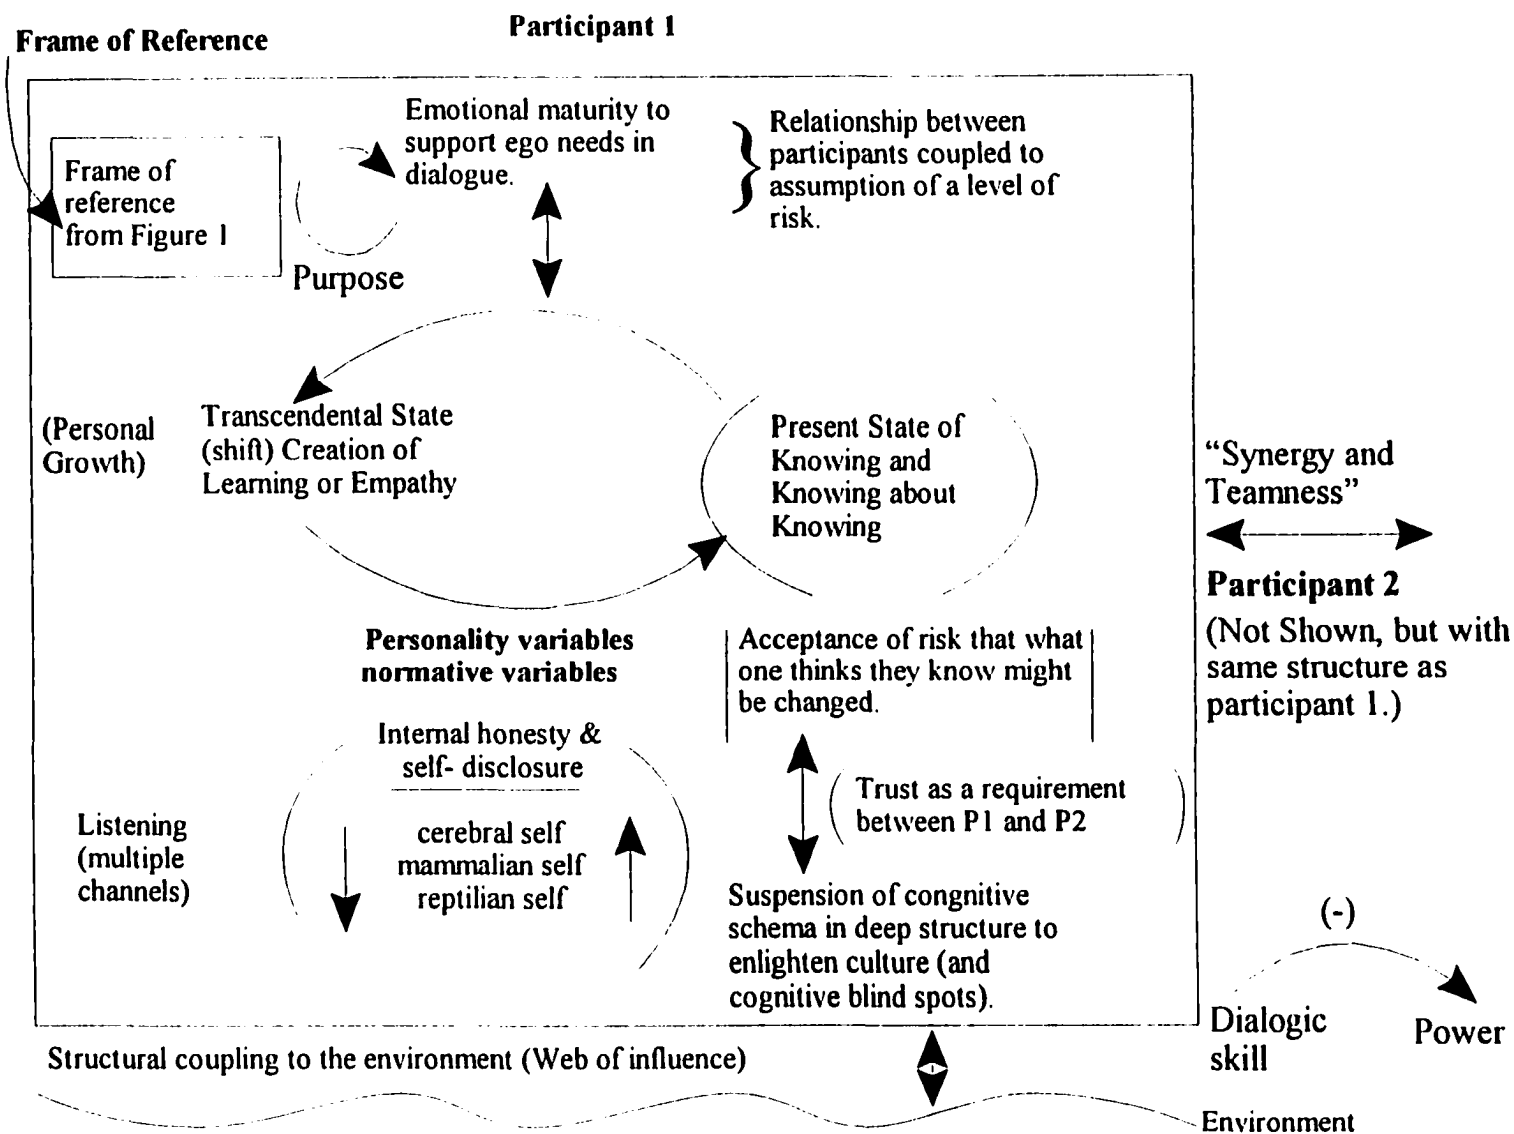 Participant 1
Frame of Reference
Emotional maturity to
support ego needs in
dialogue.
Relationship between
participants coupled to
assumption of a level of
risk.
Frame of
reference
from Figure 1
Purpose
(Personal
Growth)
Transcendental State
(shift) Creation of
Learning or Empathy
Present State of
Knowing and
Knowing about
Knowing
"Synergy and
Teamness"
Participant 2
(Not Shown, but with
same structure as
participant 1.)
Personality variables
normative variables
Acceptance of risk that what
one thinks they know might
be changed.
Internal honesty &
self- disclosure
Trust as a requirement
between P1 and P2
Listening
(multiple
channels)
cerebral self
mammalian self
reptilian self
Suspension of congnitive
schema in deep structure to
enlighten culture (and
cognitive blind spots).
(-)
Dialogic
skill
Power
Structural coupling to the environment (Web of influence)
Environment